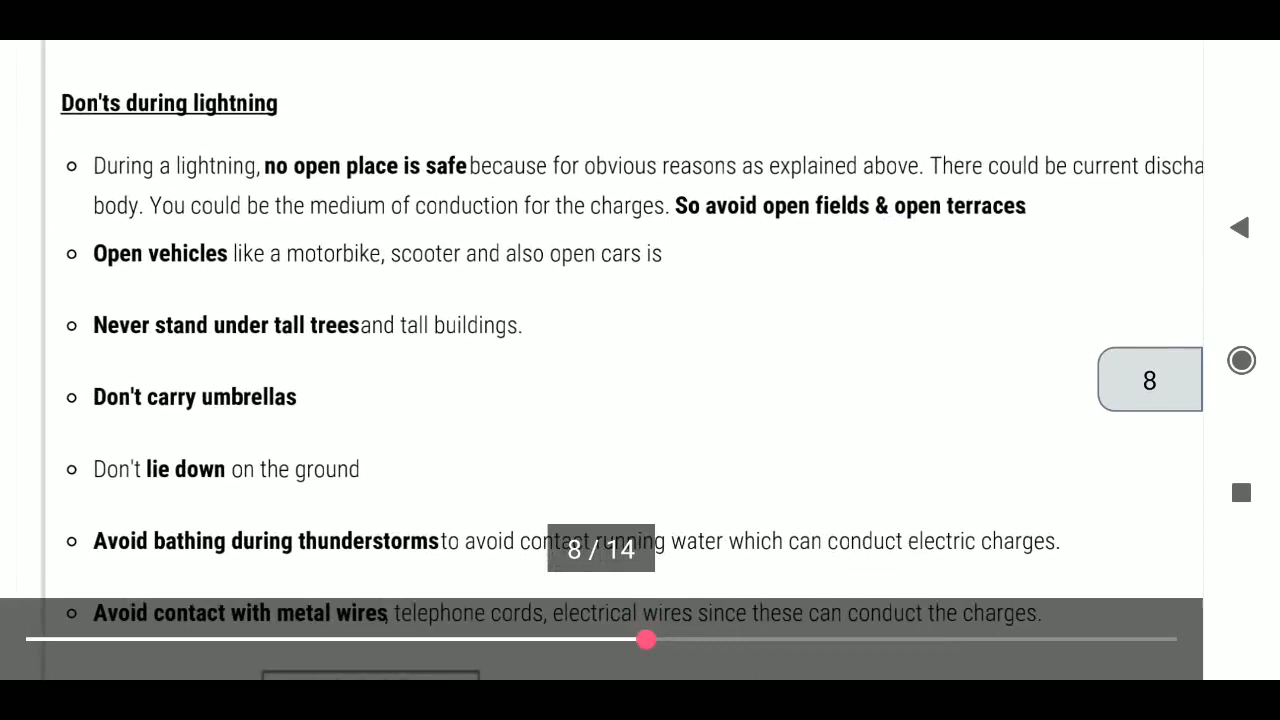 Don'ts during lightning
During a lightning, no open place is safe because for obvious reasons as explained above. There could be current discha
body. You could be the medium of conduction for the charges. So avoid open fields & open terraces
Open vehicles like a motorbike, scooter and also open cars is
Never stand under tall trees and tall buildings.
8
Don't carry umbrellas
Don't lie down on the ground
Avoid bathing during thunderstorms to avoid contact running water which can conduct electric charges.
8 / 14
Avoid contact with metal wires, telephone cords, electrical wires since these can conduct the charges.